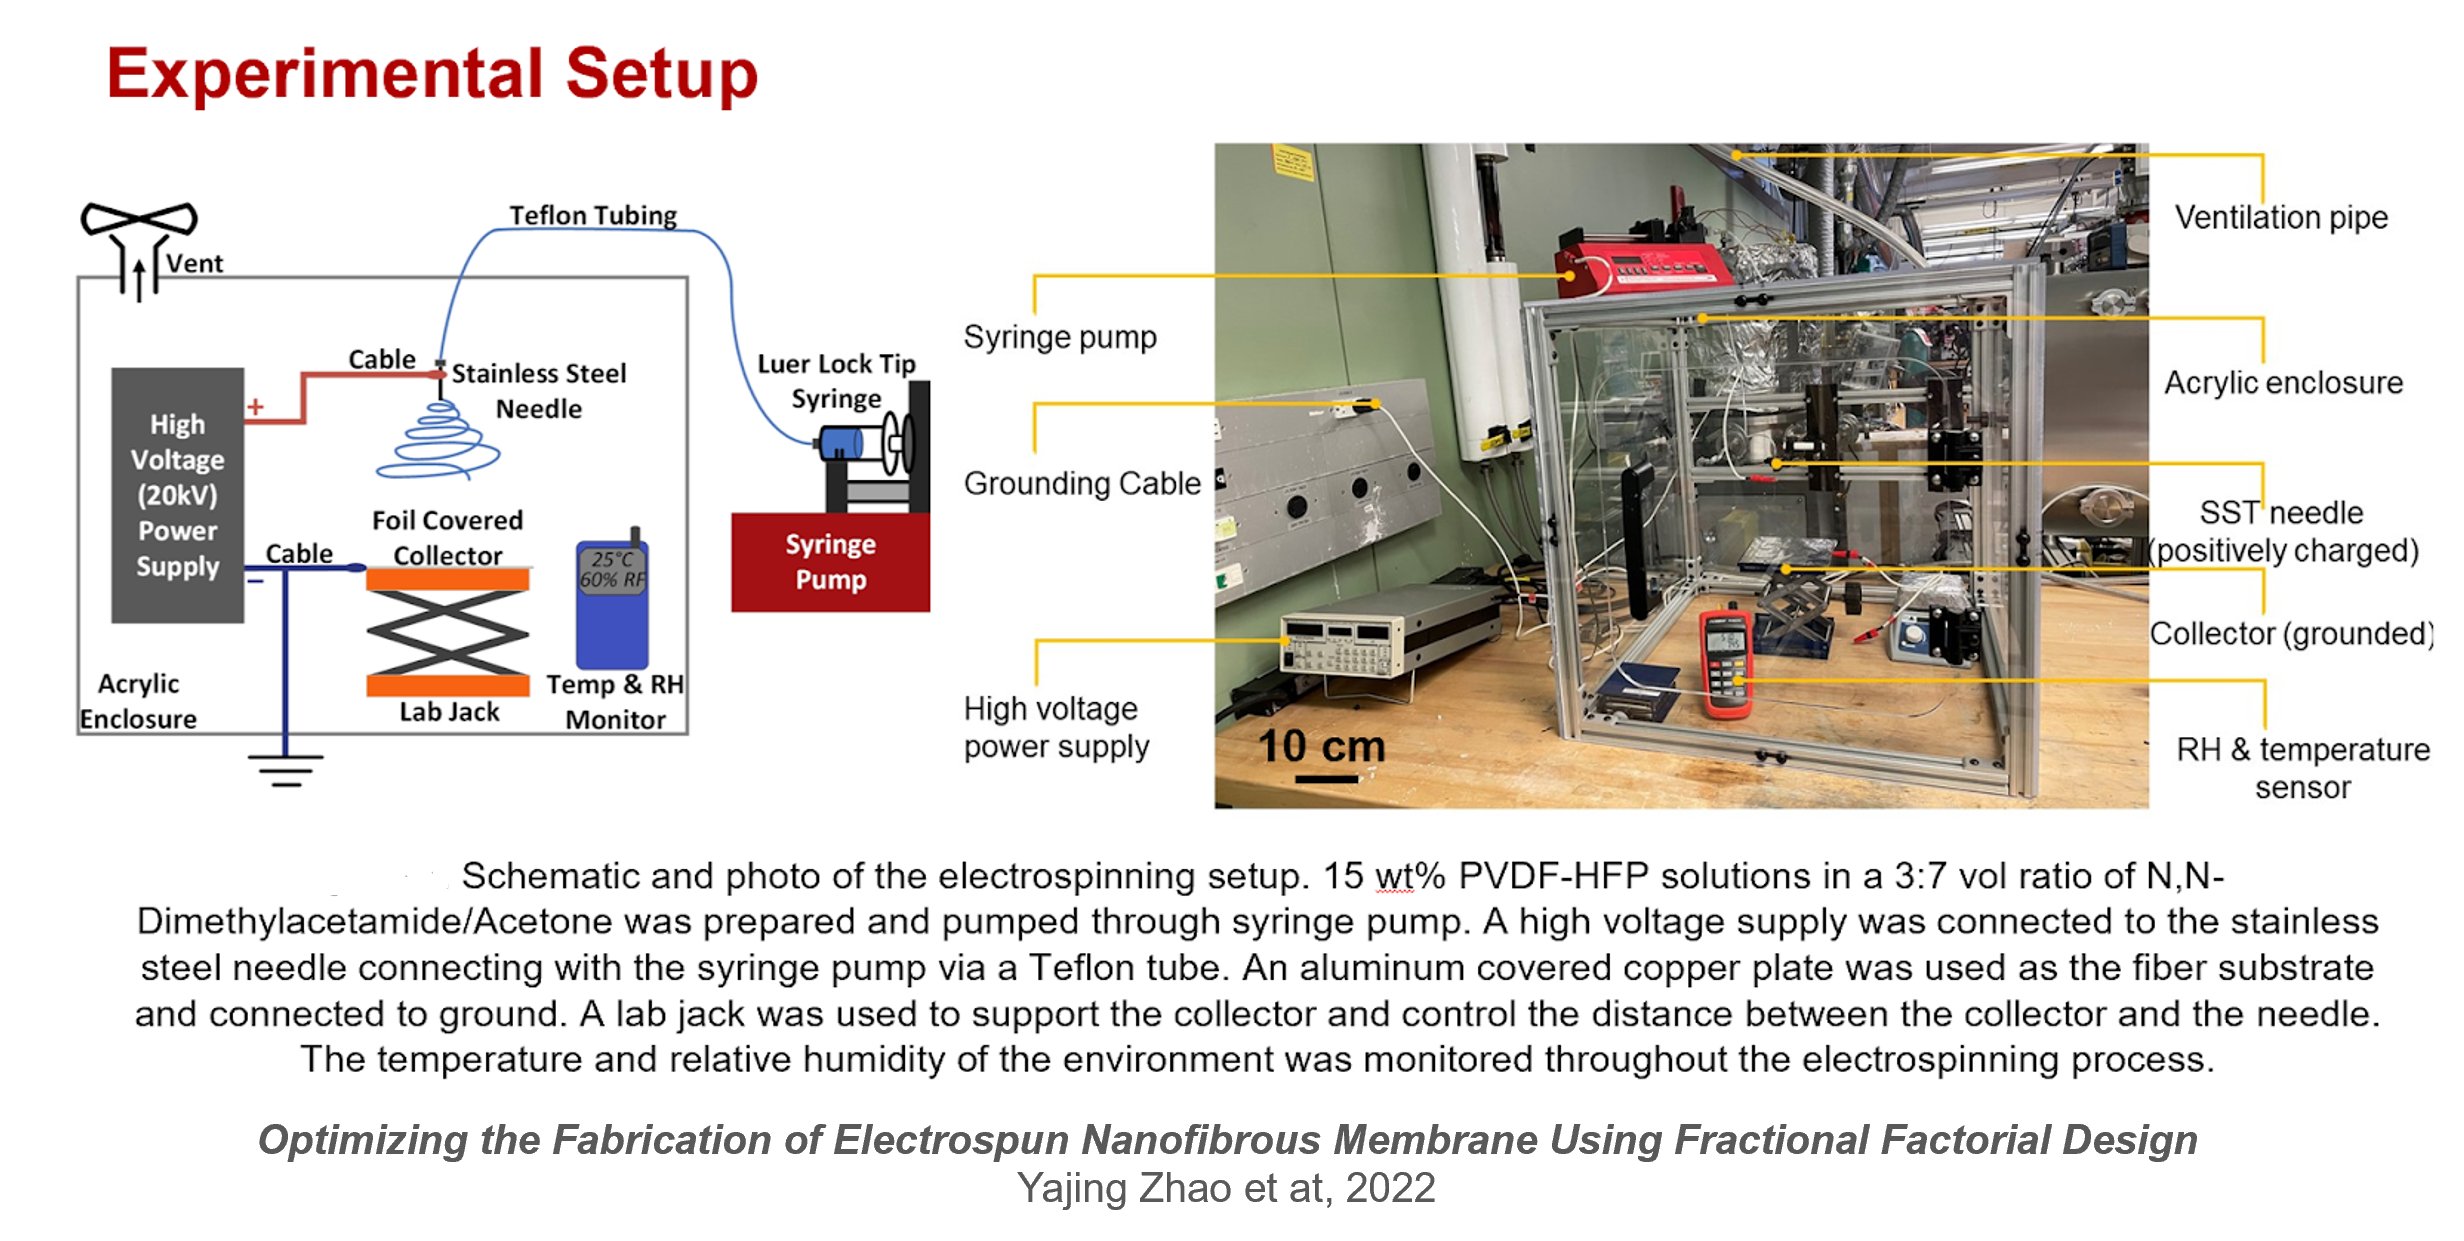 Experimental Setup
Vent
Teflon Tubing
Cable
Stainless Steel
Needle
Luer Lock Tip
Syringe
+
High
Voltage
(20kV)
Power
Supply
Cable
–
Foil Covered
Collector
25°C
60% RF
Syringe
Pump
Acrylic
Enclosure
Lab Jack
Temp & RH
Monitor
Syringe pump
Grounding Cable
High voltage
power supply
10 cm
Ventilation pipe
Acrylic enclosure
SST needle
(positively charged)
Collector (grounded)
RH & temperature
sensor
Schematic and photo of the electrospinning setup. 15 wt% PVDF-HFP solutions in a 3:7 vol ratio of N,N-
Dimethylacetamide/Acetone was prepared and pumped through syringe pump. A high voltage supply was connected to the stainless
steel needle connecting with the syringe pump via a Teflon tube. An aluminum covered copper plate was used as the fiber substrate
and connected to ground. A lab jack was used to support the collector and control the distance between the collector and the needle.
The temperature and relative humidity of the environment was monitored throughout the electrospinning process.
Optimizing the Fabrication of Electrospun Nanofibrous Membrane Using Fractional Factorial Design
Yajing Zhao et at, 2022